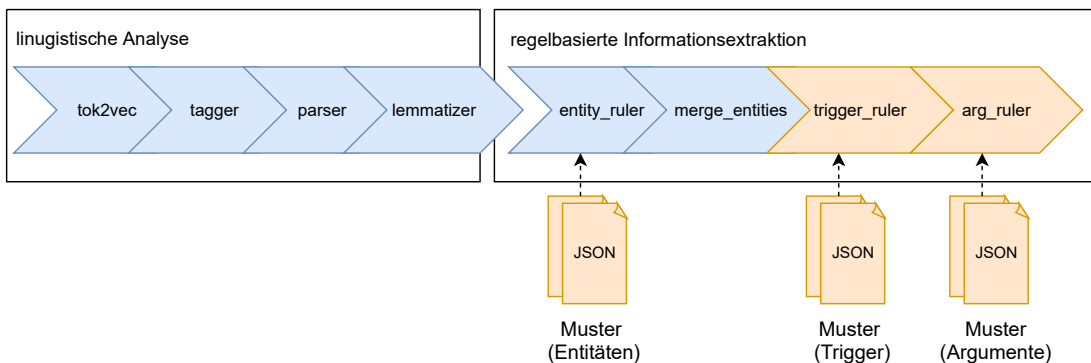 linugistische Analyse
regelbasierte Informationsextraktion
tok2vec
tagger
parser
lemmatizer
entity_ruler
merge_entities
trigger_ruler
arg_ruler
JSON
JSON
JSON
Muster
(Entitäten)
Muster
(Trigger)
Muster
(Argumente)